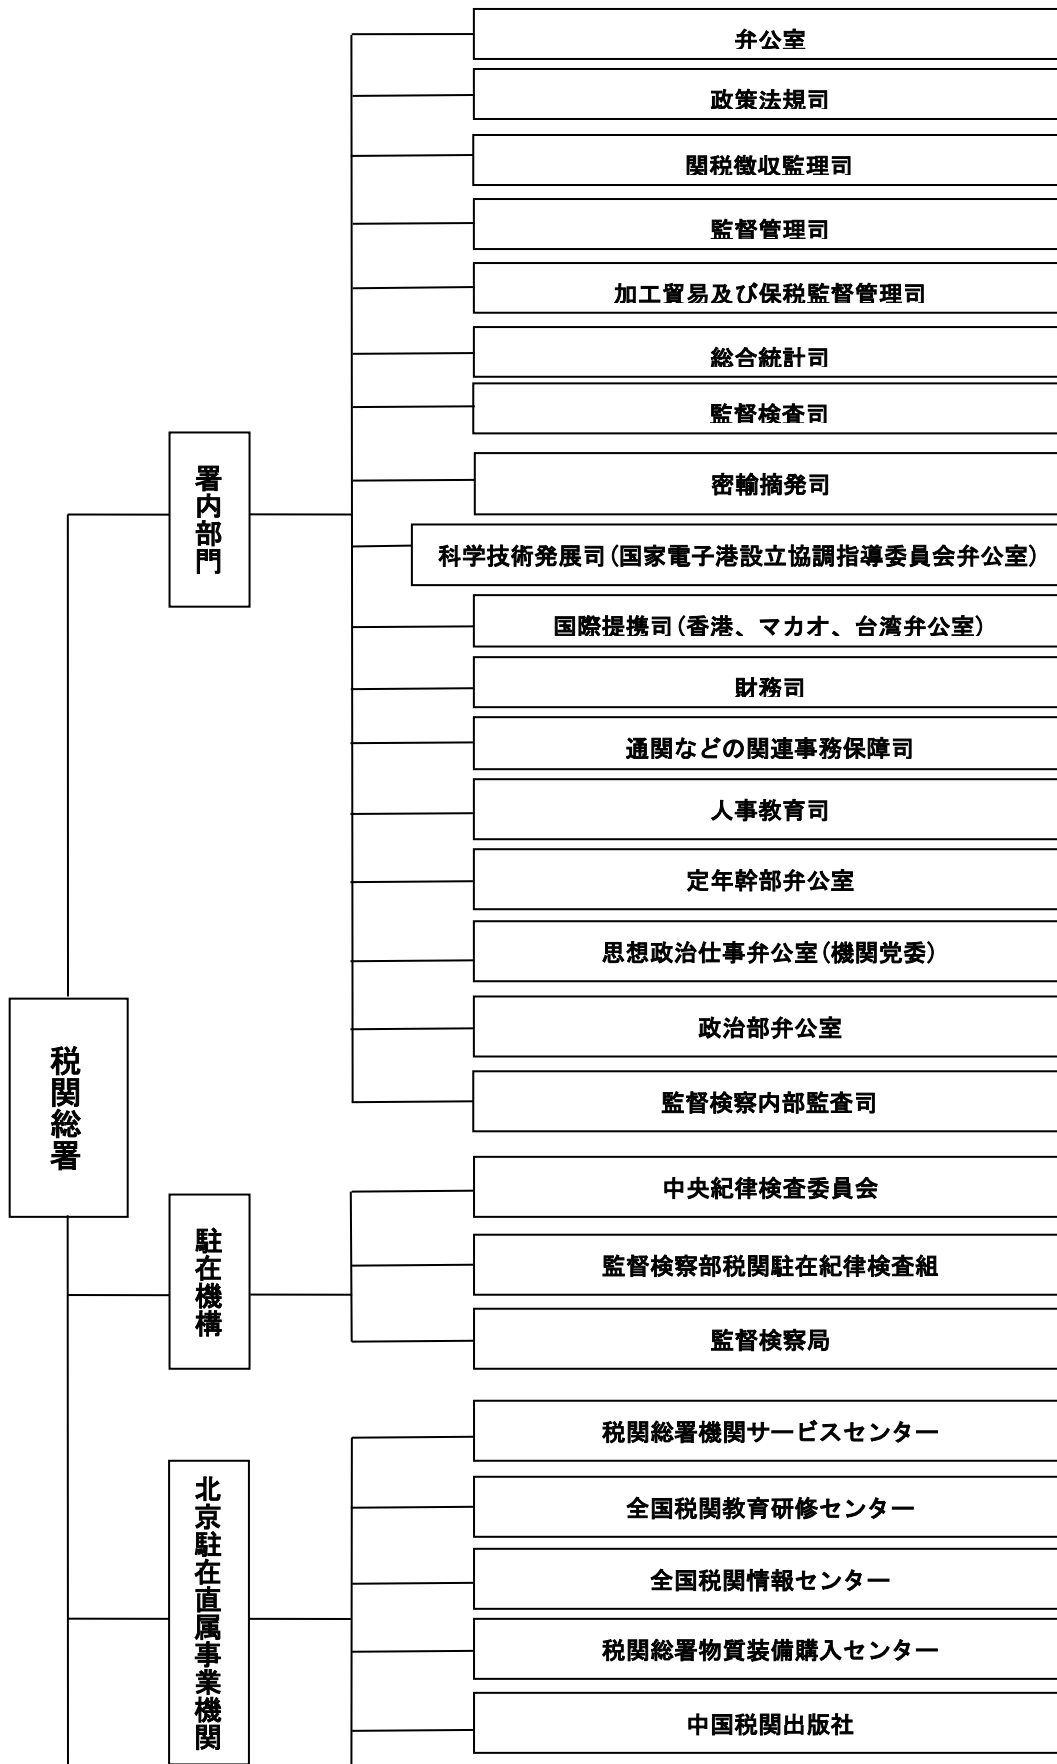 税関総署
署内部門
弁公室
政策法規司
関税徴収監理司
監督管理司
加工貿易及び保税監督管理司
総合統計司
監督検査司
密輸摘発司
科学技術発展司(国家電子港設立協調指導委員会弁公室)
国際提携司(香港、マカオ、台湾弁公室)
財務司
通関などの関連事務保障司
人事教育司
定年幹部弁公室
思想政治仕事弁公室(機関党委)
政治部弁公室
監督検察内部監査司
駐在機構
中央紀律検査委員会
監督検察部税関駐在紀律検査組
監督検察局
北京駐在直属事業機関
税関総署機関サービスセンター
全国税関教育研修センター
全国税関情報センター
税関総署物質装備購入センター
中国税関出版社